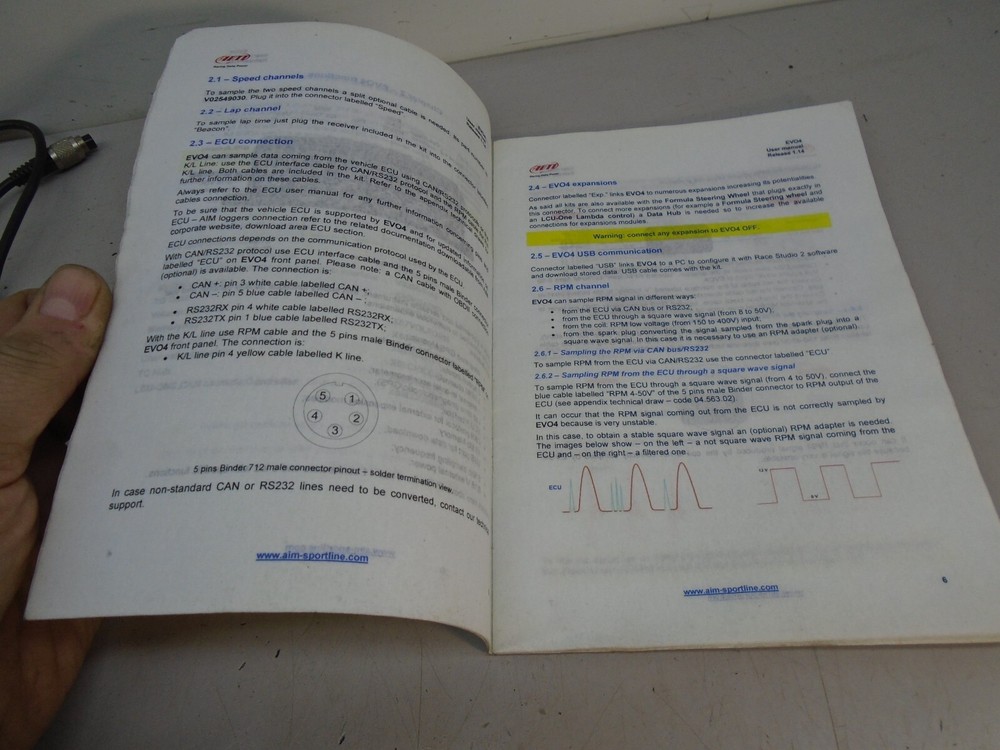 AIM
2.1 – Speed channels
To sample the two speed channels a split optional cable is needed. Its part
V02549030. Plug it into the connector labelled "Speed"
2.2 – Lap channel
To sample lap time just plug the receiver included in the kit into the connector
"Beacon".
2.3 – ECU connection
EVO4 can sample data coming from the vehicle ECU using CAN/RS232
K/L Line: use the ECU interface cable for CAN/RS232 protocol and the RPM
K/L line. Both cables are included in the kit. Refer to the appendix
further information on these cables.
Always refer to the ECU user manual for any further information concerning
cables connection.
To be sure that the vehicle ECU is supported by EVO4 and for updated
ECU – AIM loggers connection refer to the related documentation downloadable
corporate website, download area ECU section.
ECU connections depends on the communication protocol used by the ECU.
With CAN/RS232 protocol use ECU interface cable and the 5 pins male Binder
labelled "ECU" on EVO4 front panel. Please note: a CAN cable with OBDII
(optional) is available. The connection is:
• CAN +: pin 3 white cable labelled CAN +;
• CAN –: pin 5 blue cable labelled CAN – ;
• RS232RX pin 4 white cable labelled RS232RX;
• RS232TX pin 1 blue cable labelled RS232TX;
With the K/L line use RPM cable and the 5 pins male Binder connector labelled
EVO4 front panel. The connection is:
• K/L line pin 4 yellow cable labelled K line.
5 1
4 2
3
5 pins Binder 712 male connector pinout – solder termination view
In case non-standard CAN or RS232 lines need to be converted, contact our
support.
www.aim-sportline.com
AIM
EVO4
User manual
Release 1.14
2.4 – EVO4 expansions
Connector labelled "Exp." links EVO4 to numerous expansions increasing its potentialities.
As said all kits are also available with the Formula Steering Wheel that plugs exactly in
this connector. To connect more expansions (for example a Formula Steering wheel and
an LCU-One Lambda control) a Data Hub is needed so to increase the available
connections for expansions modules.
Warning: connect any expansion to EVO4 OFF.
2.5 – EVO4 USB communication
Connector labelled "USB" links EVO4 to a PC to configure it with Race Studio 2 software
and download stored data. USB cable comes with the kit.
2.6 – RPM channel
EVO4 can sample RPM signal in different ways:
• from the ECU via CAN bus or RS232;
• from the ECU through a square wave signal (from 8 to 50V);
• from the coil: RPM low voltage (from 150 to 400V) input;
• from the spark plug converting the signal sampled from the spark plug into a
square wave signal. In this case it is necessary to use an RPM adapter (optional).
2.6.1 – Sampling the RPM via CAN bus/RS232
To sample RPM from the ECU via CAN/RS232 use the connector labelled "ECU"
2.6.2 – Sampling RPM from the ECU through a square wave signal
To sample RPM from the ECU through a square wave signal (from 4 to 50V), connect the
blue cable labelled "RPM 4-50V" of the 5 pins male Binder connector to RPM output of the
ECU (see appendix technical draw – code 04.563.02).
It can occur that the RPM signal coming out from the ECU is not correctly sampled by
EVO4 because is very unstable.
In this case, to obtain a stable square wave signal an (optional) RPM adapter is needed.
The images below show – on the left – a not square wave RPM signal coming from the
ECU and – on the right – a filtered one.
ECU
12 V
0 V
www.aim-sportline.com
6